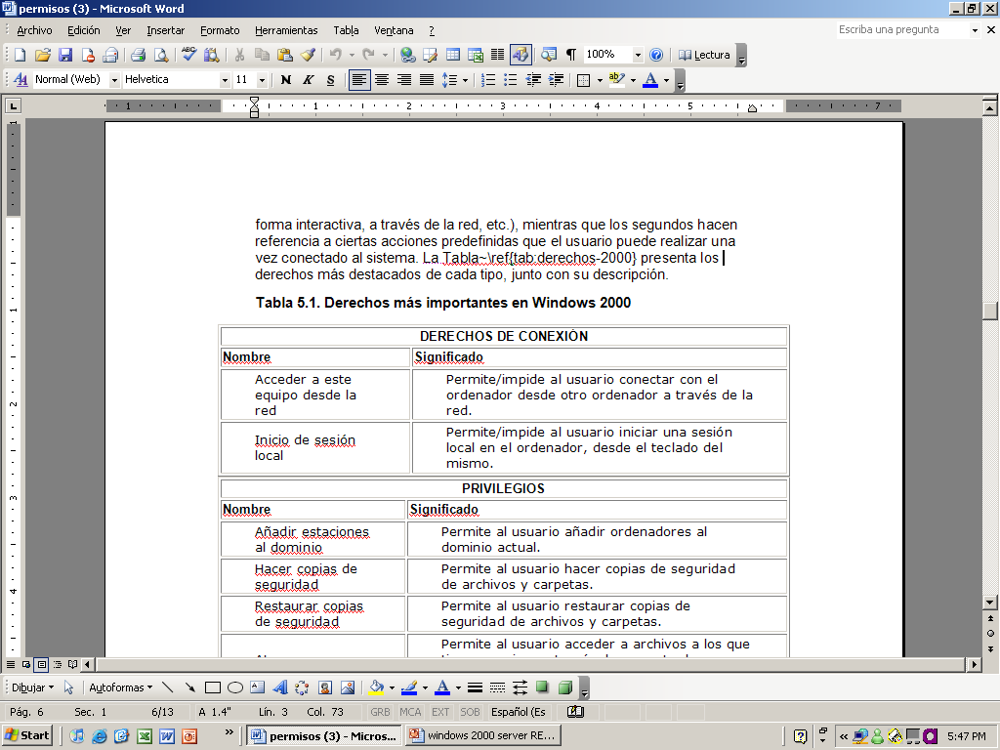 permisos (3) - Microsoft Word
Archivo Edición Ver Insertar Formato Herramientas Tabla Ventana ? Escriba una pregunta
100% Lectura
Normal (Web) Helvetica 11 N K S
1 1 2 3 4 5 7
forma interactiva, a través de la red, etc.), mientras que los segundos hacen
referencia a ciertas acciones predefinidas que el usuario puede realizar una
vez conectado al sistema. La Tabla~\ref{tab:derechos-2000} presenta los
derechos más destacados de cada tipo, junto con su descripción.
Tabla 5.1. Derechos más importantes en Windows 2000
DERECHOS DE CONEXIÓN
Nombre Significado
Acceder a este
equipo desde la
red
Permite/impide al usuario conectar con el
ordenador desde otro ordenador a través de la
red.
Inicio de sesión
local
Permite/impide al usuario iniciar una sesión
local en el ordenador, desde el teclado del
mismo.
PRIVILEGIOS
Nombre Significado
Añadir estaciones
al dominio
Permite al usuario añadir ordenadores al
dominio actual.
Hacer copias de
seguridad
Permite al usuario hacer copias de seguridad
de archivos y carpetas.
Restaurar copias
de seguridad
Permite al usuario restaurar copias de
seguridad de archivos y carpetas.
Permite al usuario acceder a archivos a los que
Dibujar Autoformas
Pág. 6 Sec. 1 6/13 A 1.4" Lín. 3 Col. 73 GRB MCA EXT SOB Español (Es
Start permisos (3) - Micros... windows 2000 server RE... 5:47 PM